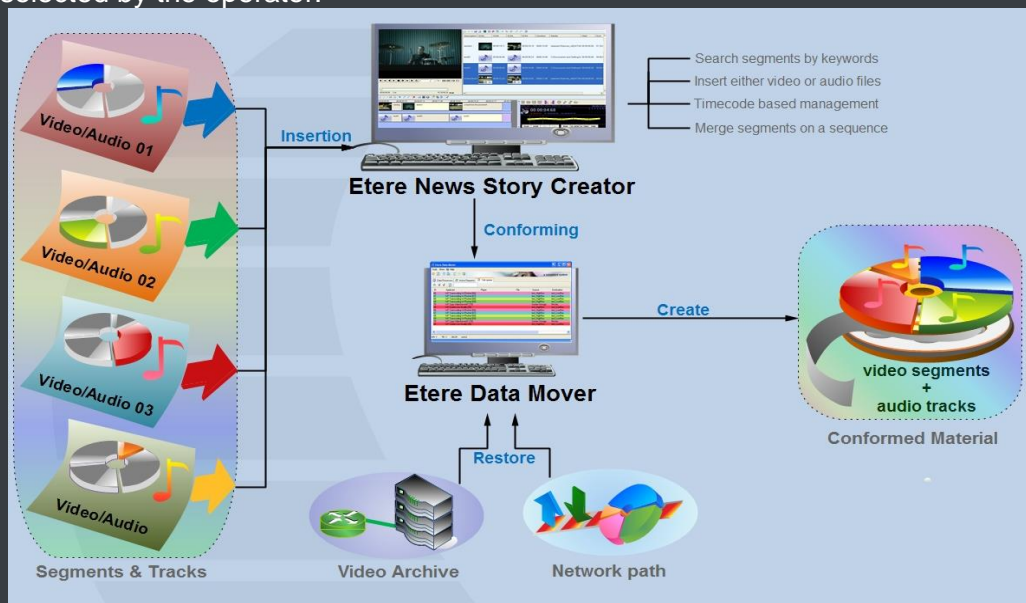 selected by the operator.
Search segments by keywords
Insert either video or audio files
Timecode based management
Merge segments on a sequence
Video/Audio 01
Insertion
Etere News Story Creator
Video/Audio 02
Conforming
Video/Audio 03
Create
Etere Data Mover
video segments
+
audio tracks
Conformed Material
Restore
Video/Audio
Segments & Tracks
Video Archive
Network path